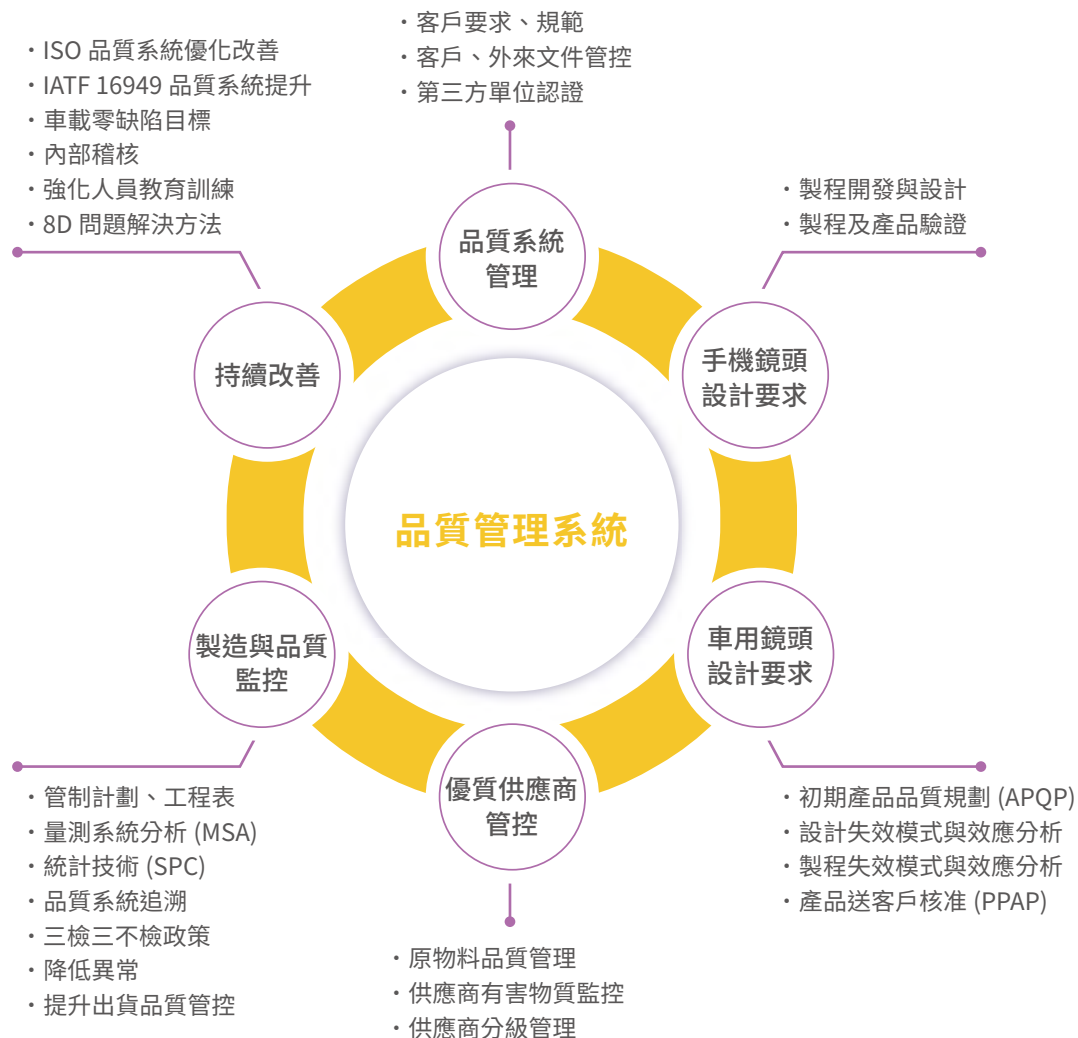 ・客戶要求、規範
・客戶、外來文件管控
・第三方單位認證
・ISO 品質系統優化改善
・IATF 16949 品質系統提升
・車載零缺陷目標
・內部稽核
・強化人員教育訓練
・8D 問題解決方法
・製程開發與設計
・製程及產品驗證
品質系統
管理
持續改善
手機鏡頭
設計要求
品質管理系統
製造與品質
監控
車用鏡頭
設計要求
優質供應商
管控
・管制計劃、工程表
・量測系統分析 (MSA)
・統計技術 (SPC)
・品質系統追溯
・三檢三不檢政策
・降低異常
・提升出貨品質管控
・初期產品品質規劃 (APQP)
・設計失效模式與效應分析
・製程失效模式與效應分析
・產品送客戶核准 (PPAP)
・原物料品質管理
・供應商有害物質監控
・供應商分級管理